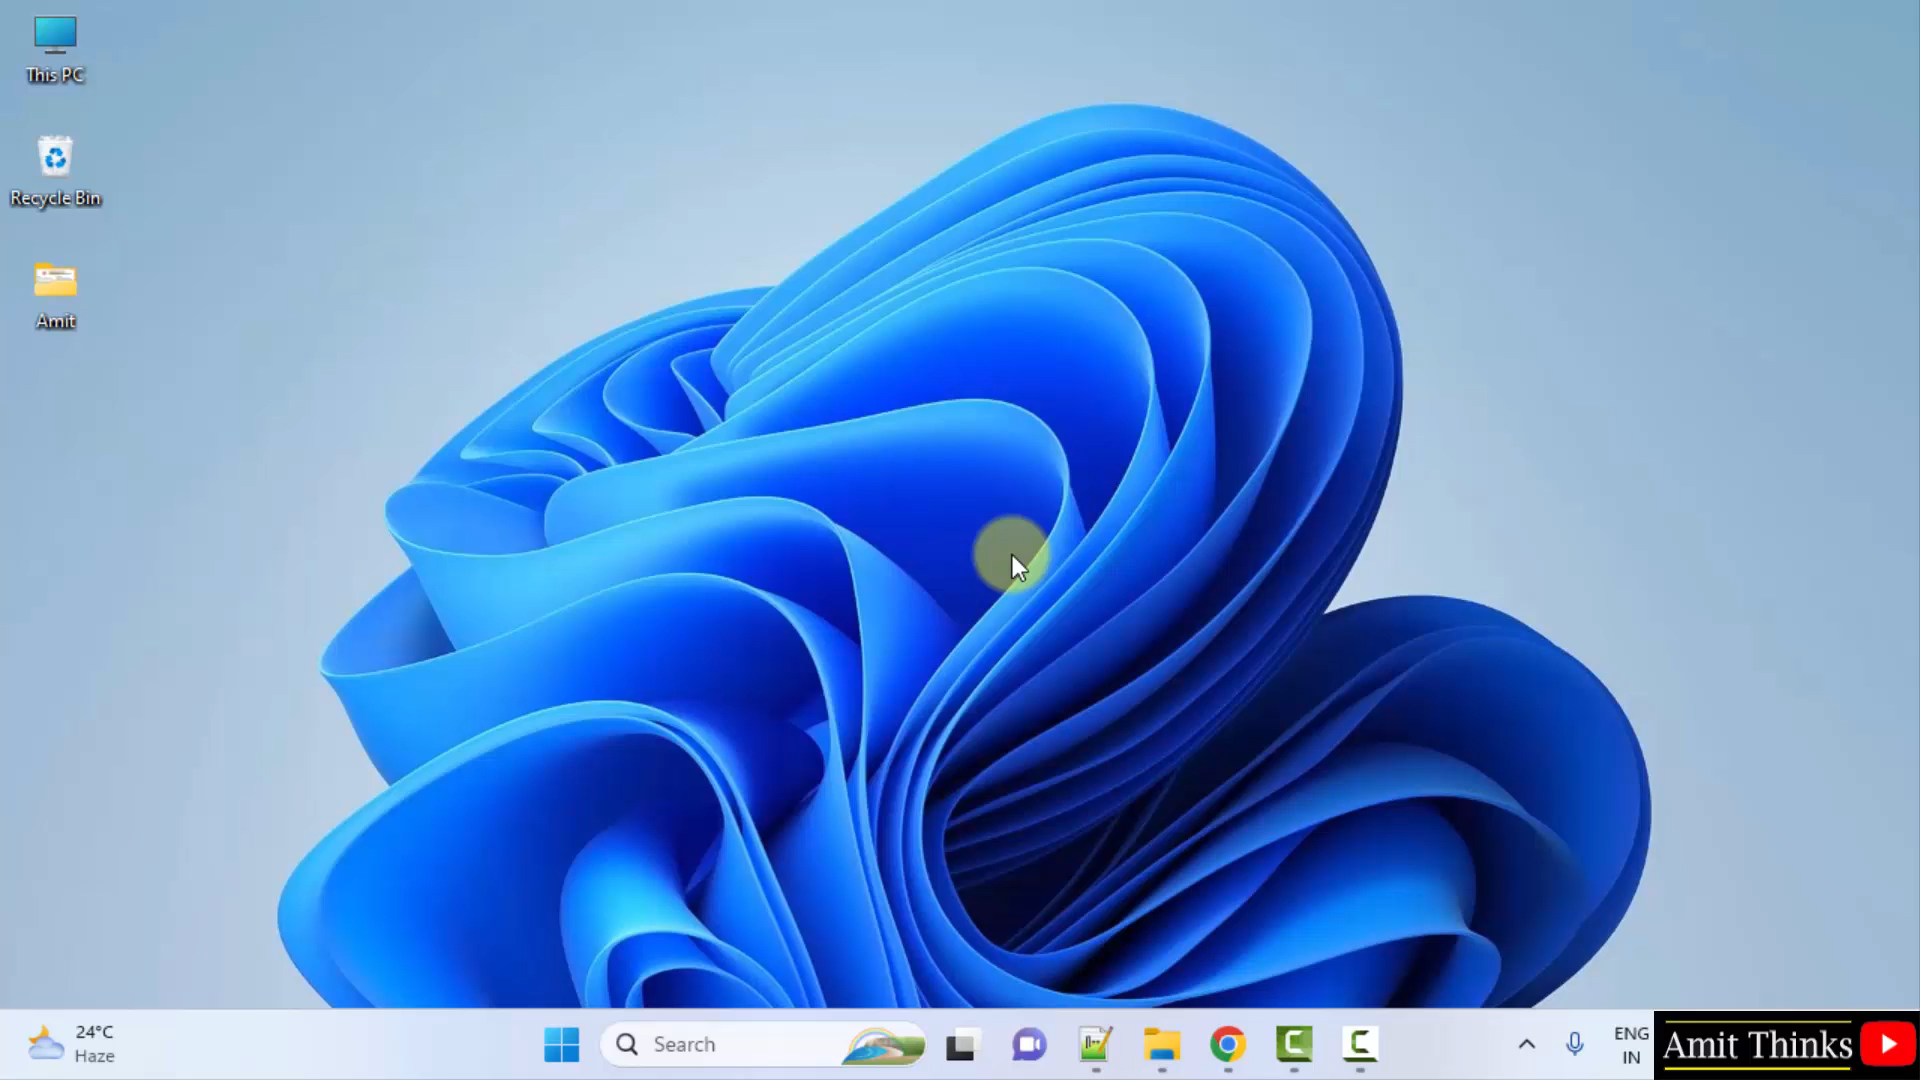 This PC
Recycle Bin
Amit
24°C
Haze
Search
ENG
IN
Amit Thinks